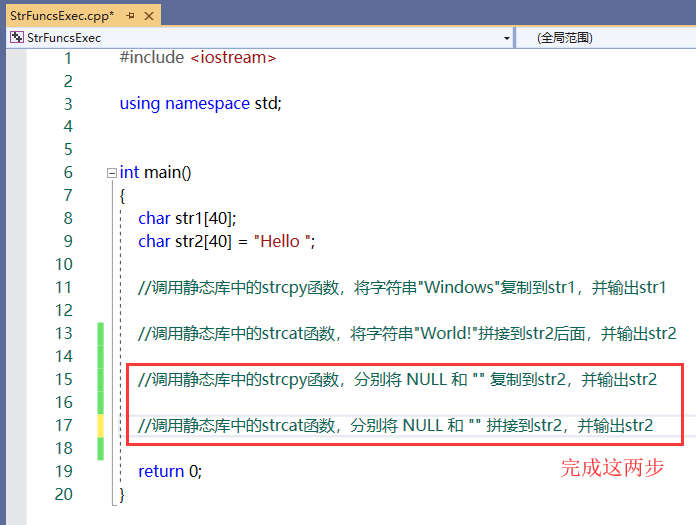 StrFuncsExec.cpp*
StrFuncsExec (全局范围)
1 #include <iostream>
2
3 using namespace std;
4
5
6 int main()
7 {
8 char str1[40];
9 char str2[40] = "Hello ";
10
11 //调用静态库中的strcpy函数，将字符串"Windows"复制到str1，并输出str1
12
13 //调用静态库中的strcat函数，将字符串"World!"拼接到str2后面，并输出str2
14
15 //调用静态库中的strcpy函数，分别将 NULL 和 "" 复制到str2，并输出str2
16
17 //调用静态库中的strcat函数，分别将 NULL 和 "" 拼接到str2，并输出str2
18
19 return 0;
20 }
完成这两步